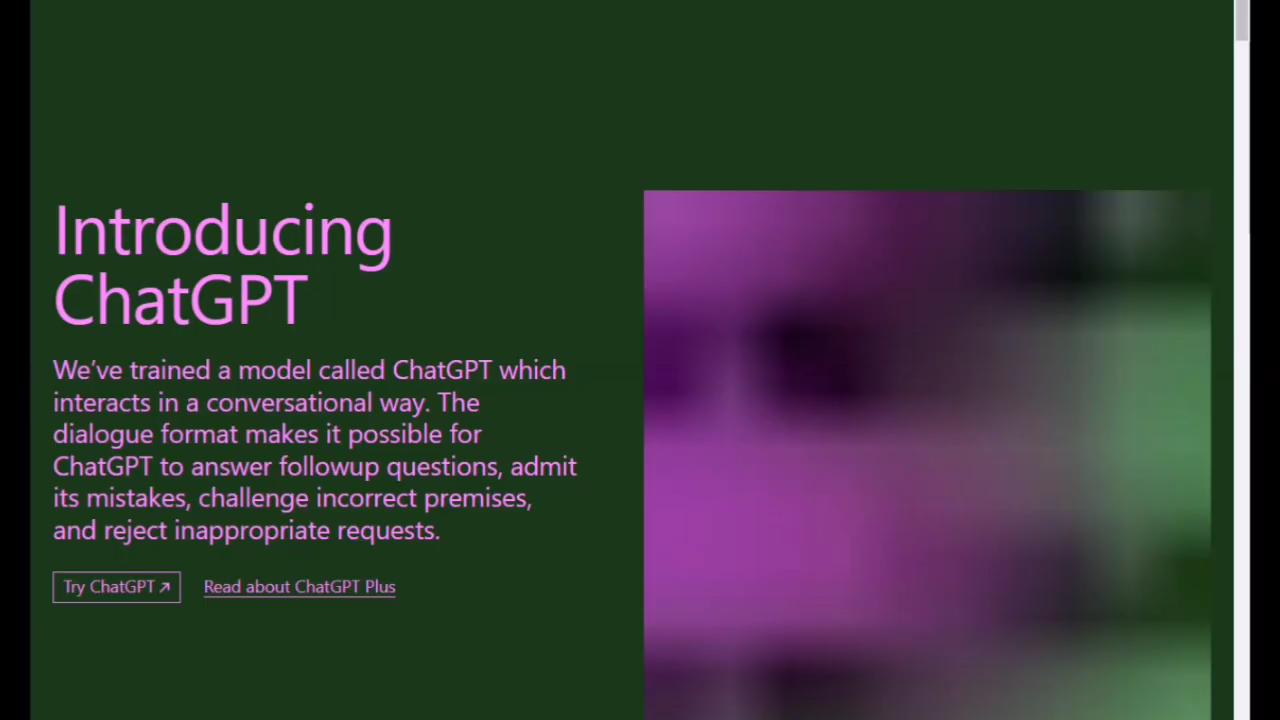 Introducing
ChatGPT
We’ve trained a model called ChatGPT which
interacts in a conversational way. The
dialogue format makes it possible for
ChatGPT to answer followup questions, admit
its mistakes, challenge incorrect premises,
and reject inappropriate requests.
Try ChatGPT ↗ Read about ChatGPT Plus